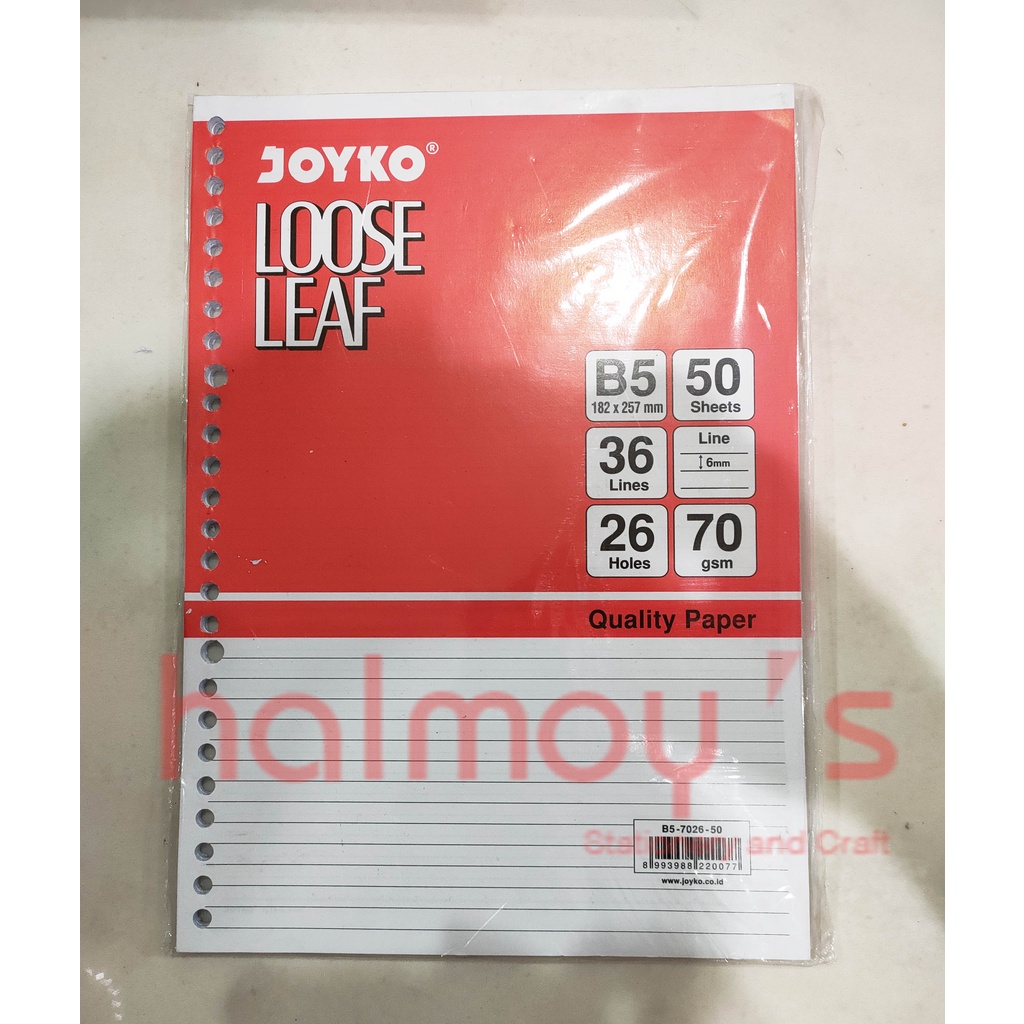 JOYKO®
LOOSE
LEAF
B5
182 x 257 mm
50
Sheets
36
Lines
Line
6mm
26
Holes
70
gsm
Quality Paper
halmoy's
Stationery and Craft
B5-7026-50
8 993988 220077
www.joyko.co.id